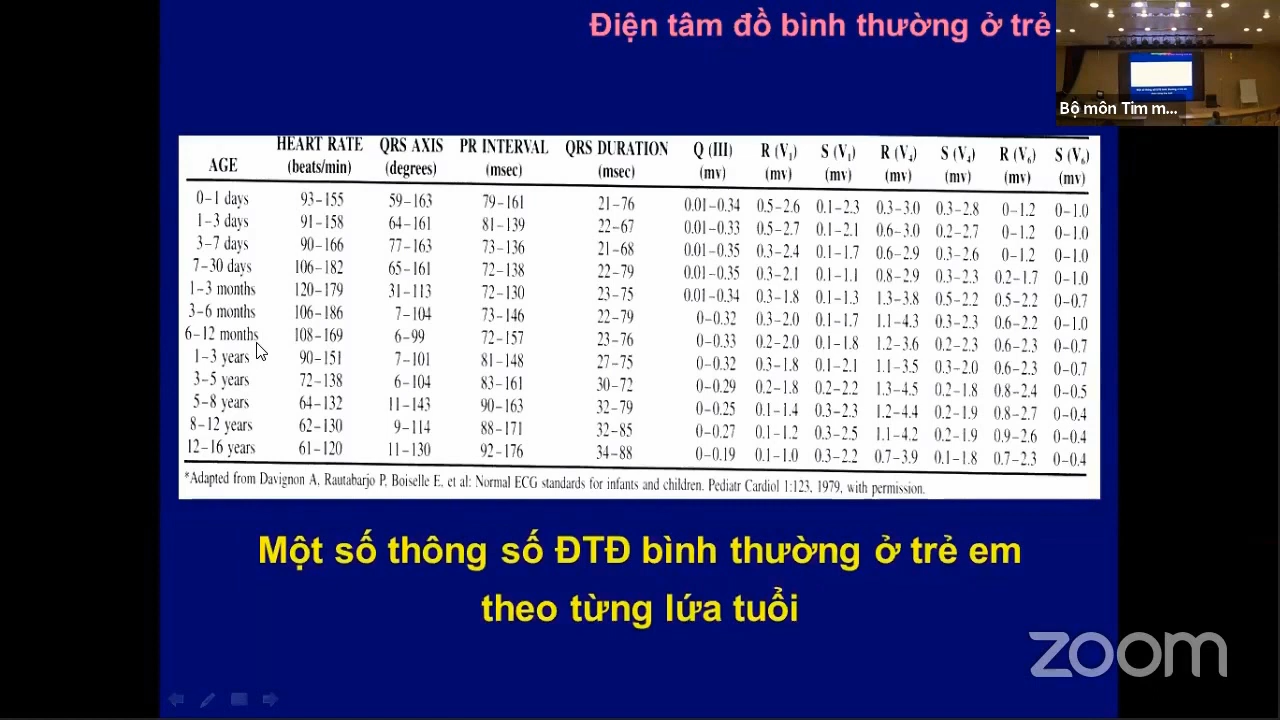 Điện tâm đồ bình thường ở trẻ
Bộ môn Tim m...
AGE HEART RATE (beats/min) QRS AXIS (degrees) PR INTERVAL (msec) QRS DURATION (msec) Q (III) (mv) R (V₁) (mv) S (V₁) (mv) R (V₄) (mv) S (V₄) (mv) R (V₆) (mv) S (V₆) (mv)
0–1 days 93–155 59–163 79–161 21–76 0.01–0.34 0.5–2.6 0.1–2.3 0.3–3.0 0.3–2.8 0–1.2 0–1.0
1–3 days 91–158 64–161 81–139 22–67 0.01–0.33 0.5–2.7 0.1–2.1 0.6–3.0 0.2–2.7 0–1.2 0–1.0
3–7 days 90–166 77–163 73–136 21–68 0.01–0.35 0.3–2.4 0.1–1.7 0.6–2.9 0.3–2.6 0–1.2 0–1.0
7–30 days 106–182 65–161 72–138 22–79 0.01–0.35 0.3–2.1 0.1–1.1 0.8–2.9 0.3–2.3 0.2–1.7 0–1.0
1–3 months 120–179 31–113 72–130 23–75 0.01–0.34 0.3–1.8 0.1–1.3 1.3–3.8 0.5–2.2 0.5–2.2 0–0.7
3–6 months 106–186 7–104 73–146 22–79 0–0.32 0.3–2.0 0.1–1.7 1.1–4.3 0.3–2.3 0.6–2.2 0–1.0
6–12 months 108–169 6–99 72–157 23–76 0–0.33 0.2–2.0 0.1–1.8 1.2–3.6 0.2–2.3 0.6–2.3 0–0.7
1–3 years 90–151 7–101 81–148 27–75 0–0.32 0.3–1.8 0.1–2.1 1.1–3.5 0.3–2.0 0.6–2.3 0–0.7
3–5 years 72–138 6–104 83–161 30–72 0–0.29 0.2–1.8 0.2–2.2 1.3–4.5 0.2–1.8 0.8–2.4 0–0.5
5–8 years 64–132 11–143 90–163 32–79 0–0.25 0.1–1.4 0.3–2.3 1.2–4.4 0.2–1.9 0.8–2.7 0–0.4
8–12 years 62–130 9–114 88–171 32–85 0–0.27 0.1–1.2 0.3–2.5 1.1–4.2 0.2–1.9 0.9–2.6 0–0.4
12–16 years 61–120 11–130 92–176 34–88 0–0.19 0.1–1.0 0.3–2.2 0.7–3.9 0.1–1.8 0.7–2.3 0–0.4
*Adapted from Davignon A, Rautabarjo P, Boiselle E, et al: Normal ECG standards for infants and children. Pediatr Cardiol 1:123, 1979, with permission.
Một số thông số ĐTĐ bình thường ở trẻ em
theo từng lứa tuổi
zoom